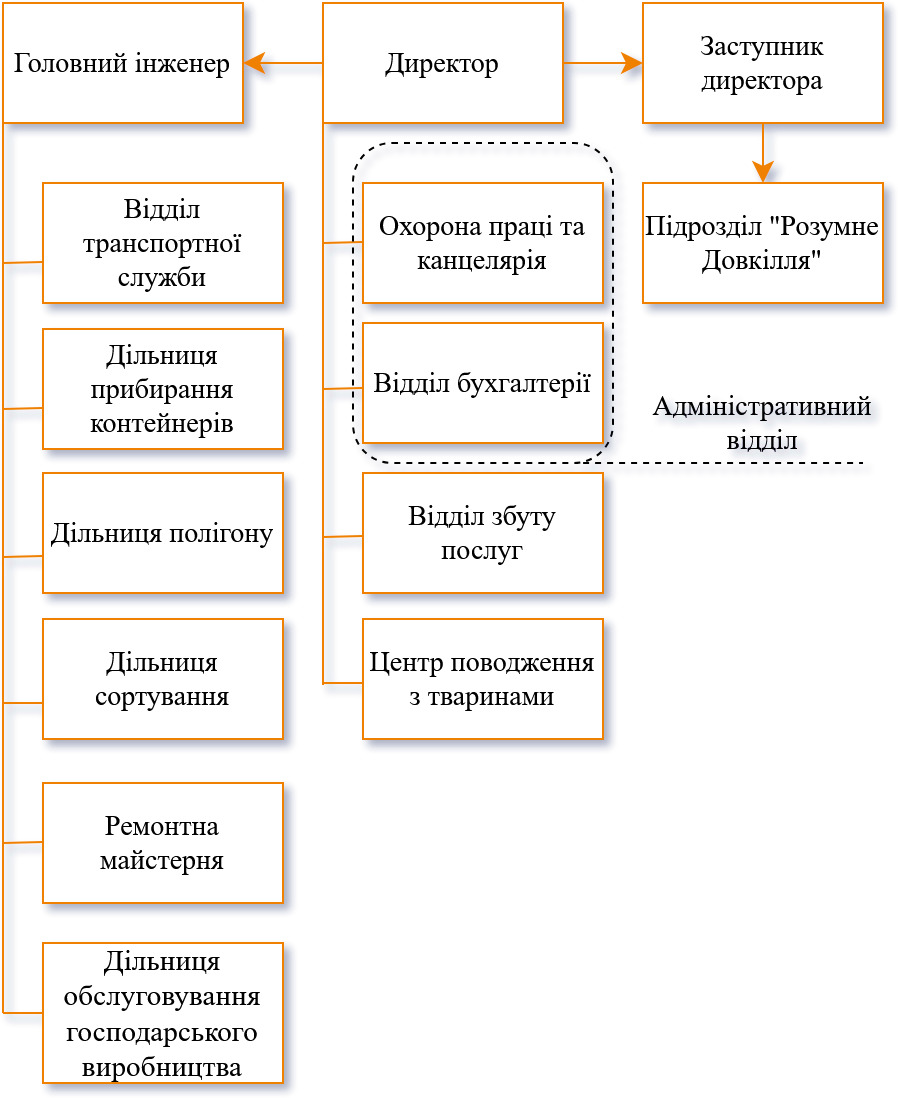 Головний інженер
Директор
Заступник
директора
Відділ
транспортної
служби
Дільниця
прибирання
контейнерів
Дільниця полігону
Дільниця
сортування
Ремонтна
майстерня
Дільниця
обслуговування
господарського
виробництва
Охорона праці та
канцелярія
Відділ бухгалтерії
Відділ збуту
послуг
Центр поводження
з тваринами
Підрозділ "Розумне
Довкілля"
Адміністративний
відділ